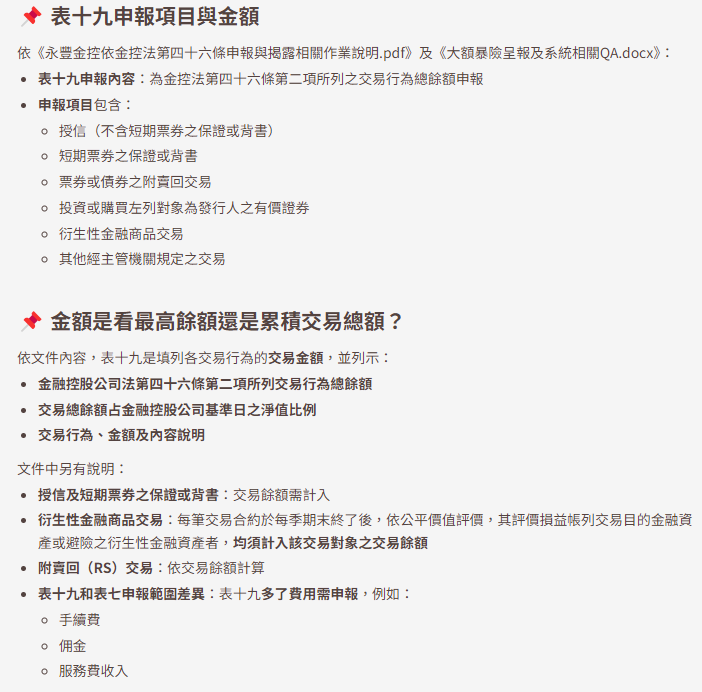 📌 表十九申報項目與金額
依《永豐金控依金控法第四十六條申報與揭露相關作業說明.pdf》及《大額暴險呈報及系統相關QA.docx》：
• 表十九申報內容：為金控法第四十六條第二項所列之交易行為總餘額申報
• 申報項目包含：
○ 授信（不含短期票券之保證或背書）
○ 短期票券之保證或背書
○ 票券或債券之附賣回交易
○ 投資或購買左列對象為發行人之有價證券
○ 衍生性金融商品交易
○ 其他經主管機關規定之交易
📌 金額是看最高餘額還是累積交易總額？
依文件內容，表十九是填列各交易行為的交易金額，並列示：
• 金融控股公司法第四十六條第二項所列交易行為總餘額
• 交易總餘額占金融控股公司基準日之淨值比例
• 交易行為、金額及內容說明
文件中另有說明：
• 授信及短期票券之保證或背書：交易餘額需計入
• 衍生性金融商品交易：每筆交易合約於每季期末終了後，依公平價值評價，其評價損益帳列交易目的金融資
產或避險之衍生性金融資產者，均須計入該交易對象之交易餘額
• 附賣回（RS）交易：依交易餘額計算
• 表十九和表七申報範圍差異：表十九多了費用需申報，例如：
○ 手續費
○ 佣金
○ 服務費收入